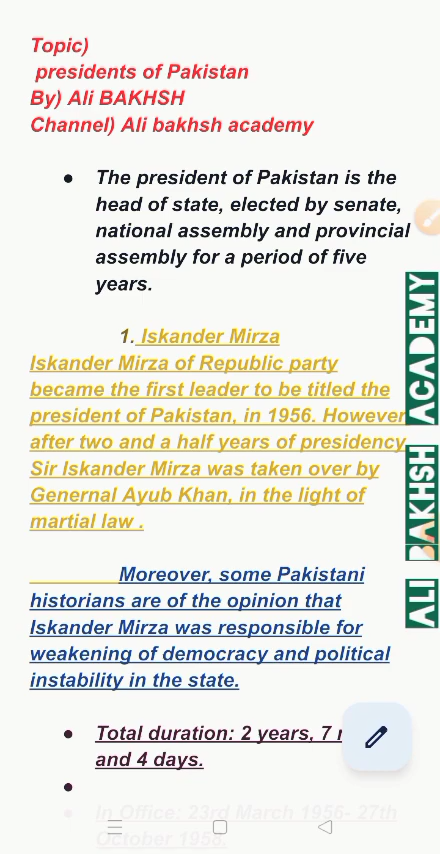 Topic)
presidents of Pakistan
By) Ali BAKHSH
Channel) Ali bakhsh academy
• The president of Pakistan is the
head of state, elected by senate,
national assembly and provincial
assembly for a period of five
years.
1. Iskander Mirza
Iskander Mirza of Republic party
became the first leader to be titled the
president of Pakistan, in 1956. However
after two and a half years of presidency
Sir Iskander Mirza was taken over by
Genernal Ayub Khan, in the light of
martial law .
Moreover, some Pakistani
historians are of the opinion that
Iskander Mirza was responsible for
weakening of democracy and political
instability in the state.
• Total duration: 2 years, 7
and 4 days.
•
• In Office: 23rd March 1956- 27th
October 1958.
ALI BAKHSH ACADEMY